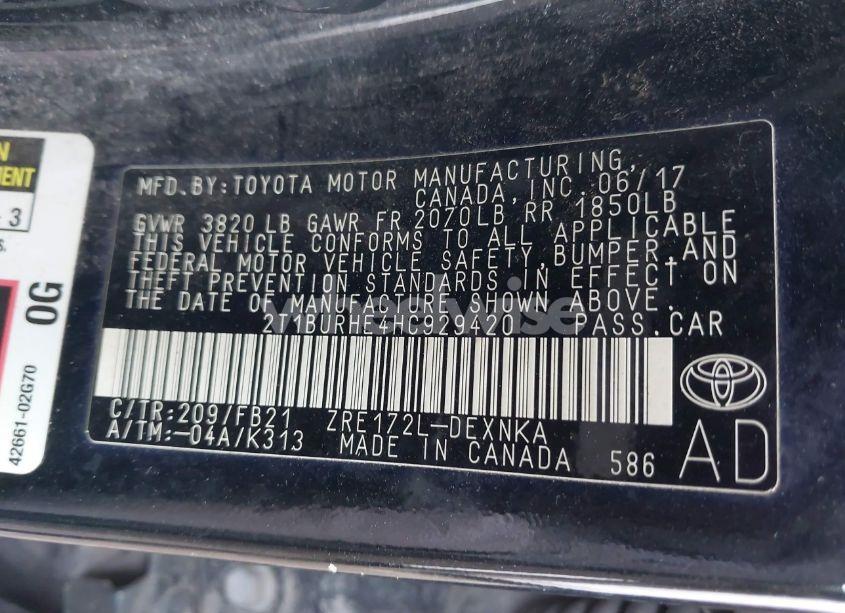 N
MENT
3
s.
0G
42661-02G70
MFD.BY:TOYOTA MOTOR MANUFACTURING,
CANADA, INC. 06/17
GVWR 3820 LB GAWR FR 2070LB, RR 1850LB
THIS VEHICLE CONFORMS TO ALL APPLICABLE
FEDERAL MOTOR VEHICLE SAFETY,BUMPER,AND
THEFT PREVENTION STANDARDS IN EFFECT ON
THE DATE OF MANUFACTURE SHOWN ABOVE.
PASS.CAR
C/TR:209/FB21 ZRE172L-DEXNKA
A/TM:-04A/K313 MADE IN CANADA 586
AD